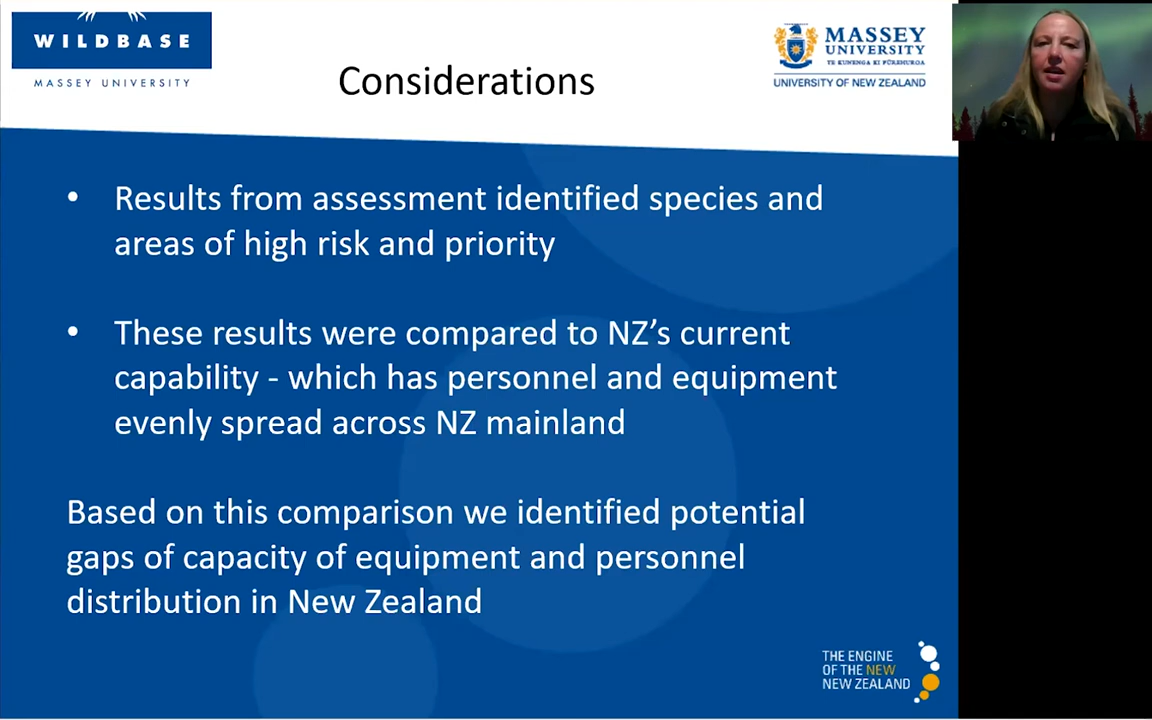 WILDBASE
MASSEY UNIVERSITY
Considerations
MASSEY
UNIVERSITY
TE KUNENGA KI PŪREHUROA
UNIVERSITY OF NEW ZEALAND
• Results from assessment identified species and
areas of high risk and priority
• These results were compared to NZ's current
capability - which has personnel and equipment
evenly spread across NZ mainland
Based on this comparison we identified potential
gaps of capacity of equipment and personnel
distribution in New Zealand
THE ENGINE
OF THE NEW
NEW ZEALAND